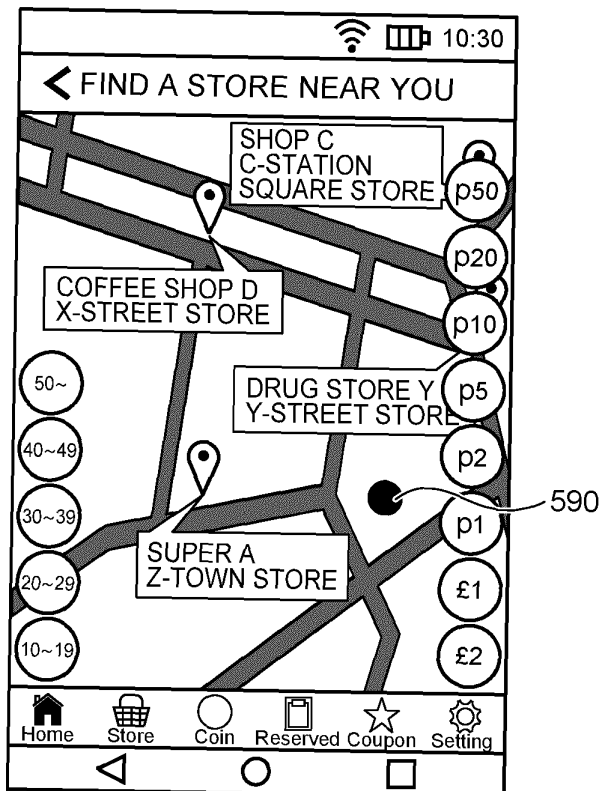 10:30
FIND A STORE NEAR YOU
SHOP C
C-STATION
SQUARE STORE
p50
p20
COFFEE SHOP D
X-STREET STORE
p10
50~
DRUG STORE Y
Y-STREET STORE
p5
40~49
p2
590
30~39
p1
SUPER A
Z-TOWN STORE
20~29
£1
10~19
£2
Home
Store
Coin
Reserved
Coupon
Setting